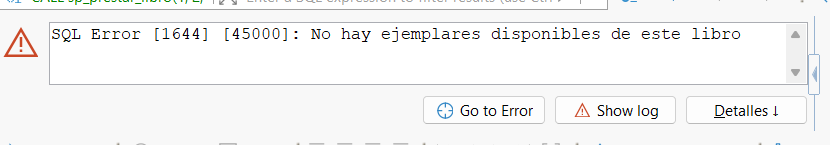 SQL Error [1644] [45000]: No hay ejemplares disponibles de este libro
Go to Error
Show log
Detalles ↓